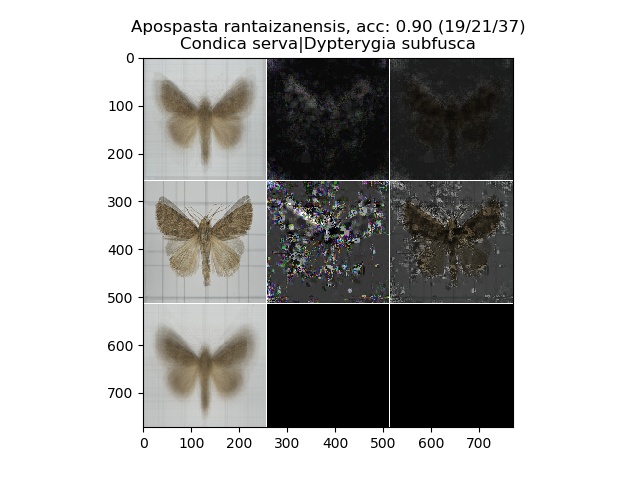 Apospasta rantaizanensis, acc: 0.90 (19/21/37)
Condica serva|Dypterygia subfusca
0
100
200
300
400
500
600
700
0 100 200 300 400 500 600 700